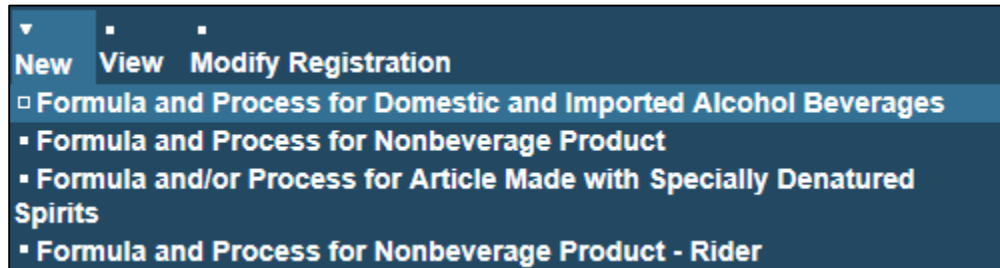 New View Modify Registration
Formula and Process for Domestic and Imported Alcohol Beverages
Formula and Process for Nonbeverage Product
Formula and/or Process for Article Made with Specially Denatured
Spirits
Formula and Process for Nonbeverage Product - Rider